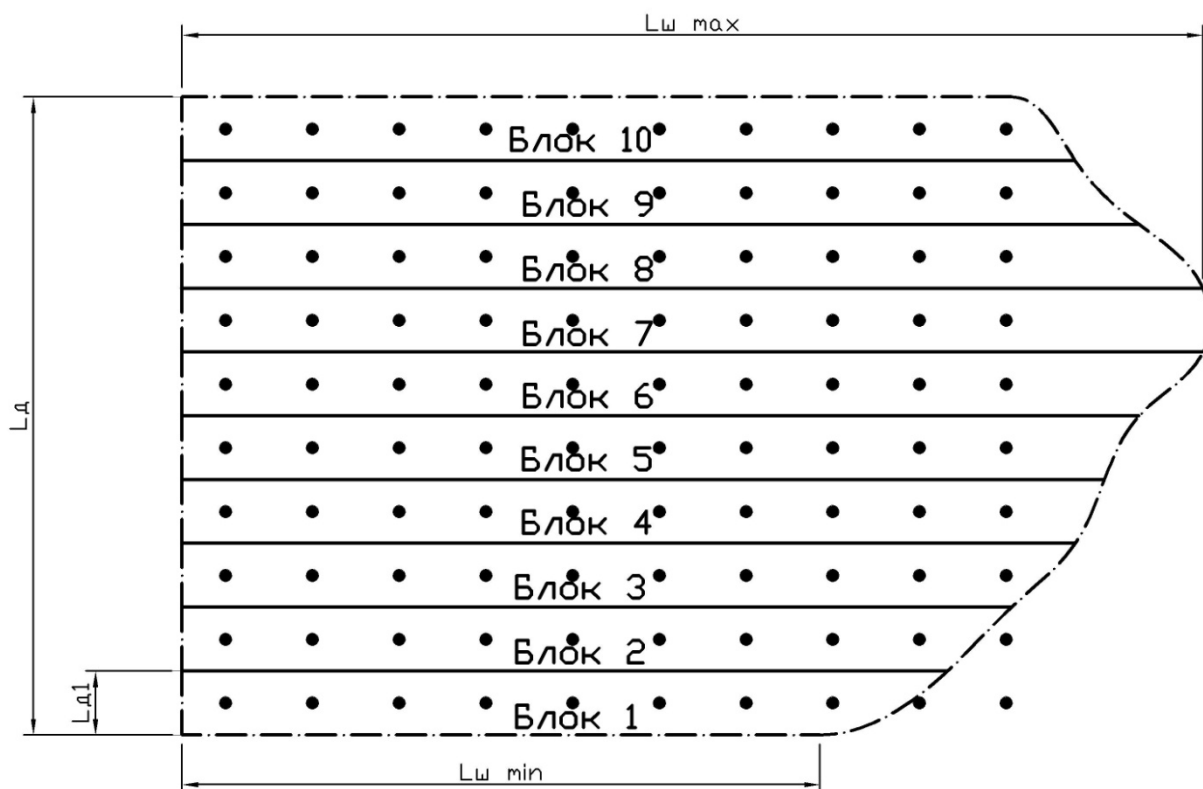 Lш max
Блок 10
Блок 9
Блок 8
Блок 7
Блок 6
Блок 5
Блок 4
Блок 3
Блок 2
Блок 1
Lд
Lд1
Lш min